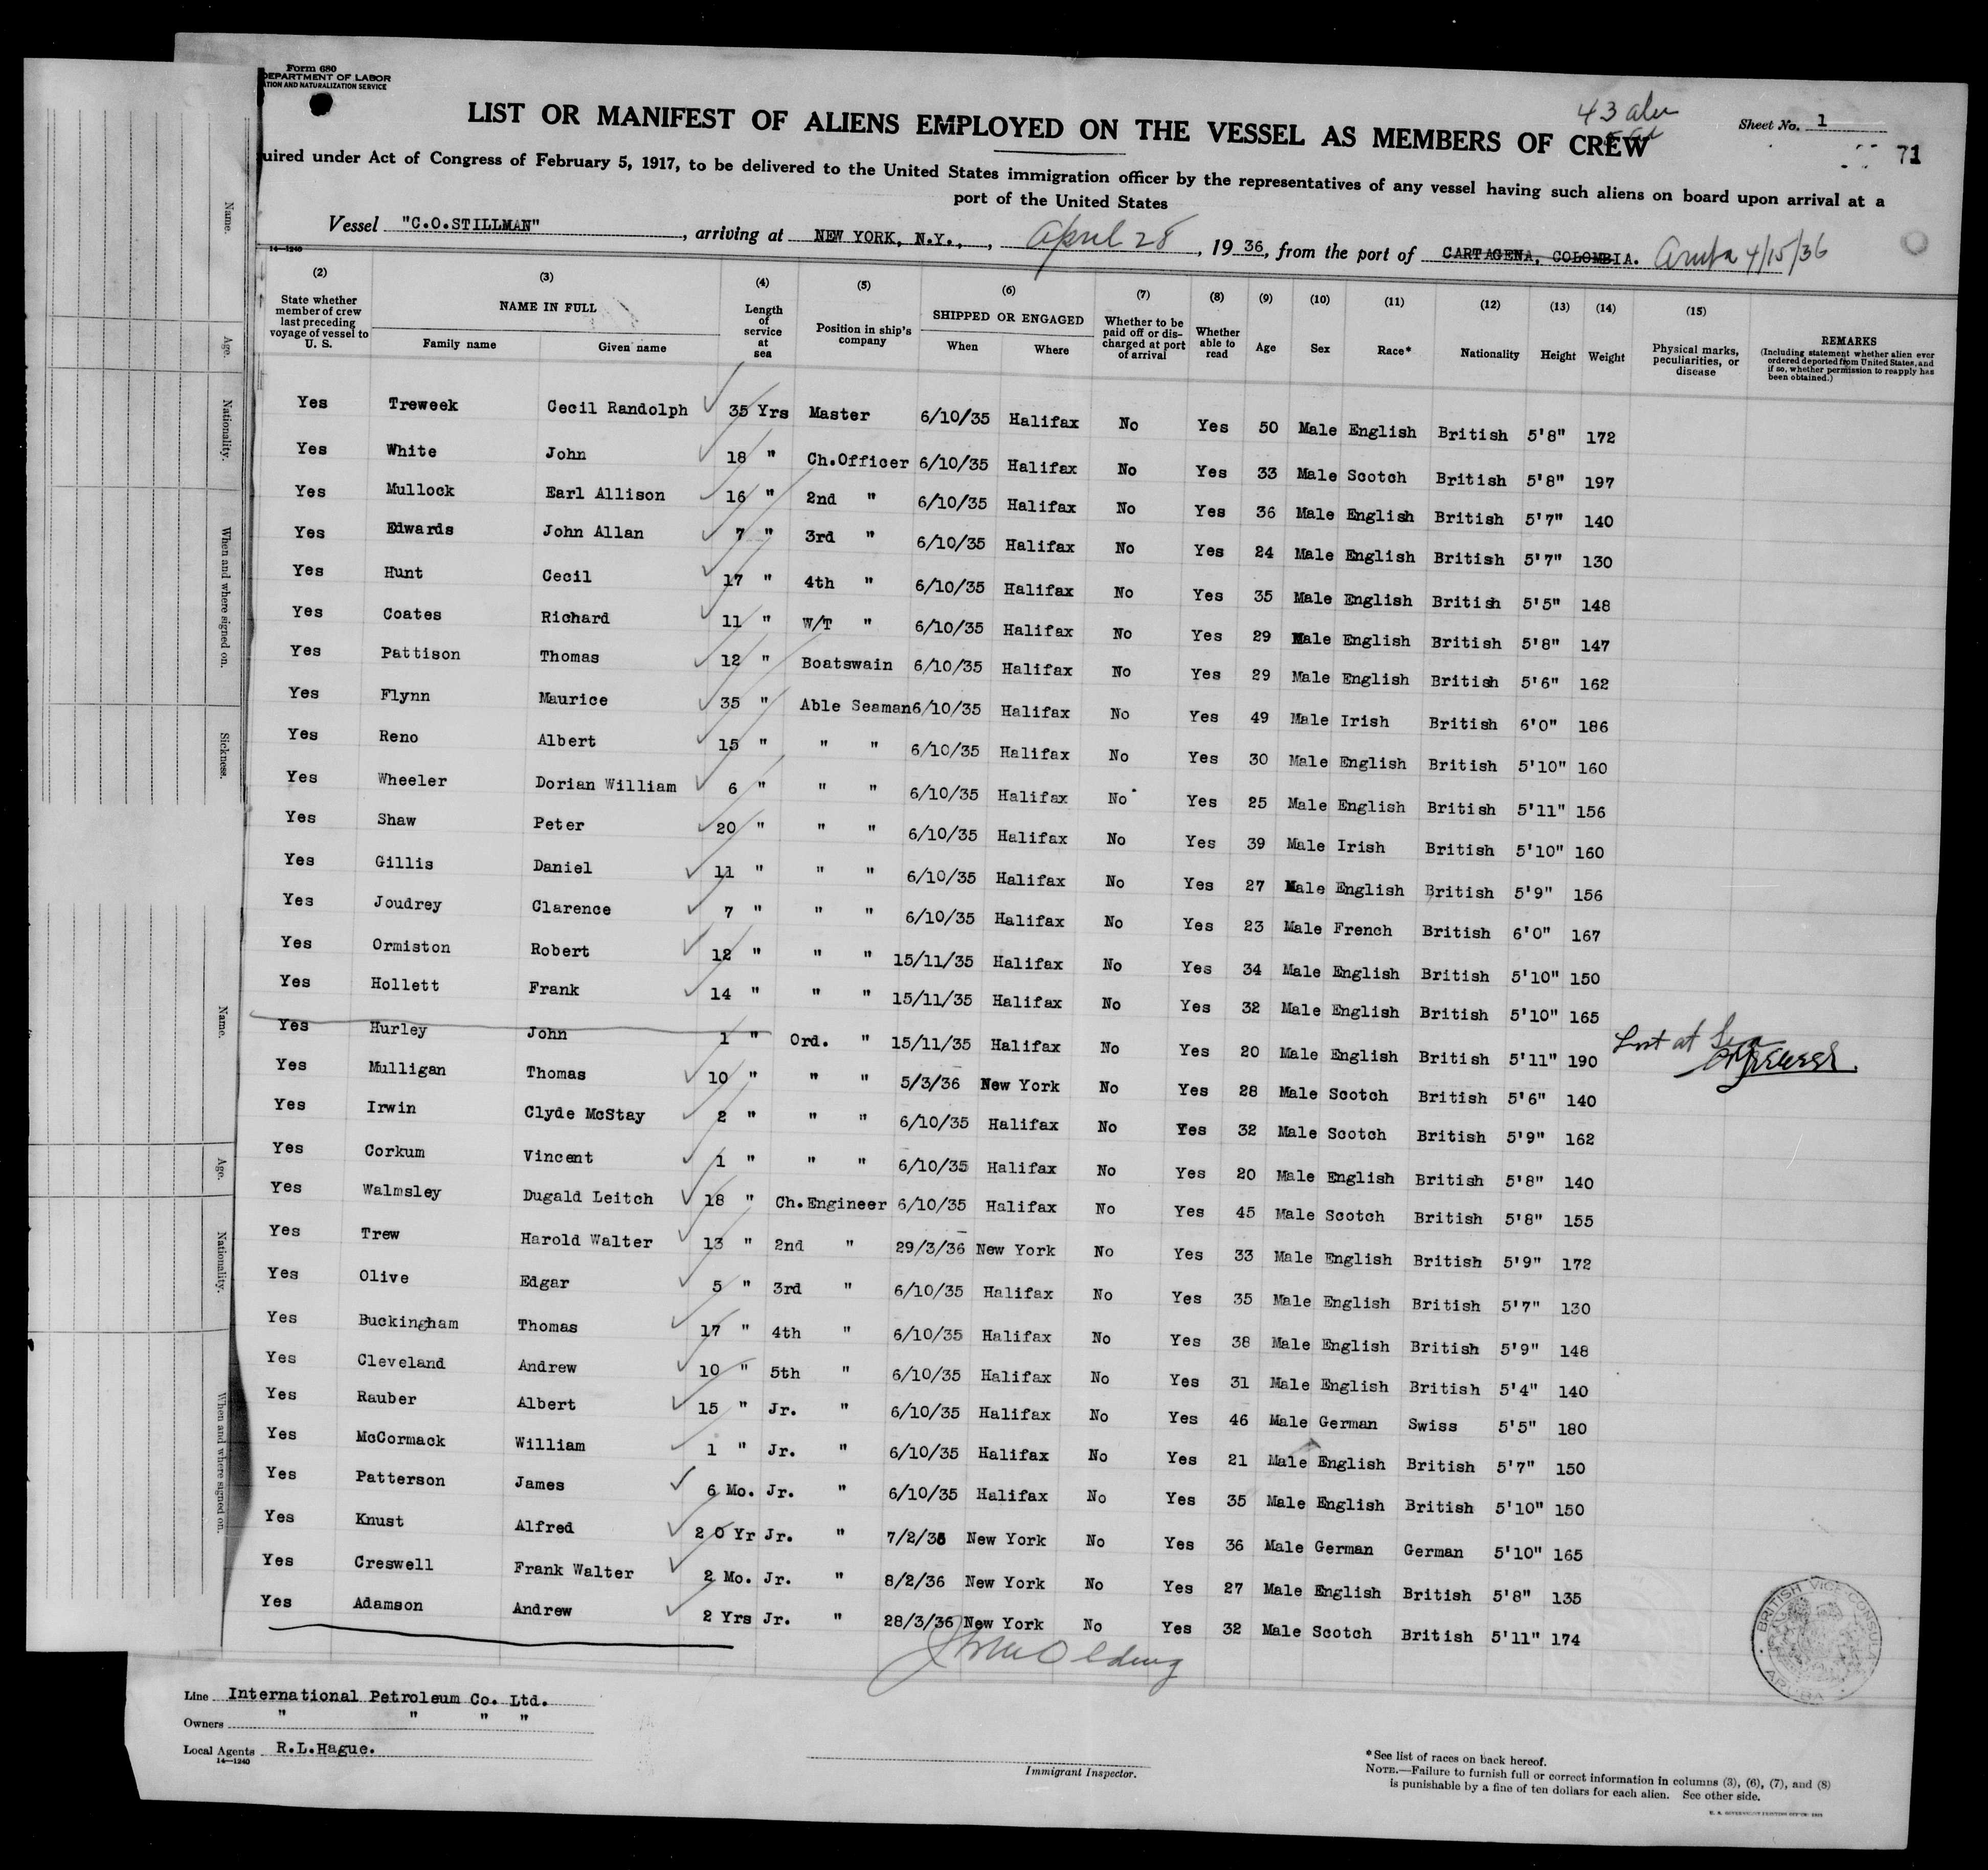 Form 680
DEPARTMENT OF LABOR
ATION AND NATURALIZATION SERVICE
43
Sheet No. 1
71
LIST OR MANIFEST OF ALIENS EMPLOYED ON THE VESSEL AS MEMBERS OF CREW
uired under Act of Congress of February 5, 1917, to be delivered to the United States immigration officer by the representatives of any vessel having such aliens on board upon arrival at a
port of the United States
Vessel "C.O.STILLMAN", arriving at NEW YORK, N.Y., April 28, 1936, from the port of CARTAGENA, COLOMBIA. Aruba 4/15/36
14—1240
(2) (3) (4) (5) (6) (7) (8) (9) (10) (11) (12) (13) (14) (15)
State whether member of crew last preceding voyage of vessel to U. S.
NAME IN FULL
Family name Given name
Length of service at sea
Position in ship's company
SHIPPED OR ENGAGED
When Where
Whether to be paid off or discharged at port of arrival
Whether able to read
Age Sex Race* Nationality Height Weight
Physical marks, peculiarities, or disease
REMARKS
(Including statement whether alien ever ordered deported from United States, and if so, whether permission to reapply has been obtained.)
Yes Treweek Cecil Randolph 35 Yrs Master 6/10/35 Halifax No Yes 50 Male English British 5'8" 172
Yes White John 18 " Ch.Officer 6/10/35 Halifax No Yes 33 Male Scotch British 5'8" 197
Yes Mullock Earl Allison 16 " 2nd " 6/10/35 Halifax No Yes 36 Male English British 5'7" 140
Yes Edwards John Allan 7 " 3rd " 6/10/35 Halifax No Yes 24 Male English British 5'7" 130
Yes Hunt Cecil 17 " 4th " 6/10/35 Halifax No Yes 35 Male English British 5'5" 148
Yes Coates Richard 11 " W/T " 6/10/35 Halifax No Yes 29 Male English British 5'8" 147
Yes Pattison Thomas 12 " Boatswain 6/10/35 Halifax No Yes 29 Male English British 5'6" 162
Yes Flynn Maurice 35 " Able Seaman 6/10/35 Halifax No Yes 49 Male Irish British 6'0" 186
Yes Reno Albert 15 " " " 6/10/35 Halifax No Yes 30 Male English British 5'10" 160
Yes Wheeler Dorian William 6 " " " 6/10/35 Halifax No Yes 25 Male English British 5'11" 156
Yes Shaw Peter 20 " " " 6/10/35 Halifax No Yes 39 Male Irish British 5'10" 160
Yes Gillis Daniel 11 " " " 6/10/35 Halifax No Yes 27 Male English British 5'9" 156
Yes Joudrey Clarence 7 " " " 6/10/35 Halifax No Yes 23 Male French British 6'0" 167
Yes Ormiston Robert 12 " " " 15/11/35 Halifax No Yes 34 Male English British 5'10" 150
Yes Hollett Frank 14 " " " 15/11/35 Halifax No Yes 32 Male English British 5'10" 165
Yes Hurley John 1 " Ord. " 15/11/35 Halifax No Yes 20 Male English British 5'11" 190 Lost at Sea
Yes Mulligan Thomas 10 " " " 5/3/36 New York No Yes 28 Male Scotch British 5'6" 140
Yes Irwin Clyde McStay 2 " " " 6/10/35 Halifax No Yes 32 Male Scotch British 5'9" 162
Yes Corkum Vincent 1 " " " 6/10/35 Halifax No Yes 20 Male English British 5'8" 140
Yes Walmsley Dugald Leitch 18 " Ch.Engineer 6/10/35 Halifax No Yes 45 Male Scotch British 5'8" 155
Yes Trew Harold Walter 13 " 2nd " 29/3/36 New York No Yes 33 Male English British 5'9" 172
Yes Olive Edgar 5 " 3rd " 6/10/35 Halifax No Yes 35 Male English British 5'7" 130
Yes Buckingham Thomas 17 " 4th " 6/10/35 Halifax No Yes 38 Male English British 5'9" 148
Yes Cleveland Andrew 10 " 5th " 6/10/35 Halifax No Yes 31 Male English British 5'4" 140
Yes Rauber Albert 15 " Jr. " 6/10/35 Halifax No Yes 46 Male German Swiss 5'5" 180
Yes McCormack William 1 " Jr. " 6/10/35 Halifax No Yes 21 Male English British 5'7" 150
Yes Patterson James 6 Mo. Jr. " 6/10/35 Halifax No Yes 35 Male English British 5'10" 150
Yes Knust Alfred 20 Yr Jr. " 7/2/36 New York No Yes 36 Male German German 5'10" 165
Yes Creswell Frank Walter 2 Mo. Jr. " 8/2/36 New York No Yes 27 Male English British 5'8" 135
Yes Adamson Andrew 2 Yrs Jr. " 28/3/36 New York No Yes 32 Male Scotch British 5'11" 174
BRITISH VICE-CONSULATE ARUBA
Line International Petroleum Co. Ltd.
Owners " " " "
Local Agents R.L.Hague.
14—1240
Immigrant Inspector.
*See list of races on back hereof.
NOTE.—Failure to furnish full or correct information in columns (3), (6), (7), and (8)
is punishable by a fine of ten dollars for each alien. See other side.
Name.
Age.
Nationality.
When and where signed on.
Sickness.
Name.
Age.
Nationality.
When and where signed on.